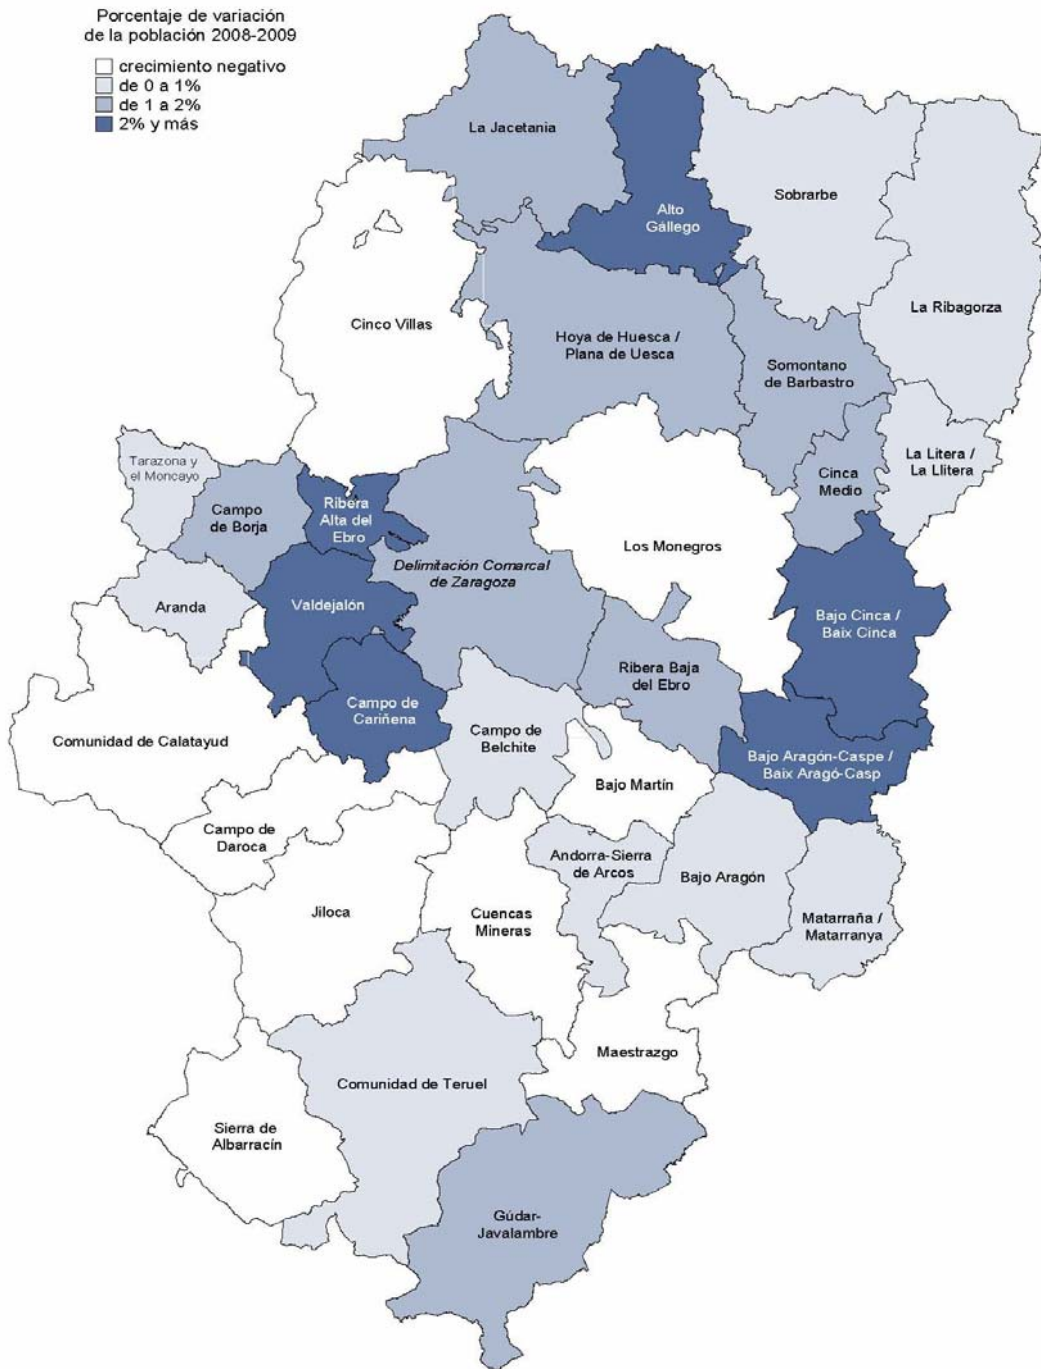 Porcentaje de variación
de la población 2008-2009
crecimiento negativo
de 0 a 1%
de 1 a 2%
2% y más
La Jacetania
Alto
Gállego
Sobrarbe
La Ribagorza
Cinco Villas
Hoya de Huesca /
Plana de Uesca
Somontano
de Barbastro
La Litera /
La Llitera
Cinca
Medio
Tarazona y
el Moncayo
Campo
de Borja
Ribera
Alta del
Ebro
Los Monegros
Delimitación Comarcal
de Zaragoza
Aranda
Valdejalón
Bajo Cinca /
Baix Cinca
Ribera Baja
del Ebro
Campo de
Cariñena
Comunidad de Calatayud
Campo de
Belchite
Bajo Aragón-Caspe /
Baix Aragó-Casp
Bajo Martín
Campo de
Daroca
Andorra-Sierra
de Arcos
Bajo Aragón
Jiloca
Cuencas
Mineras
Matarraña /
Matarranya
Maestrazgo
Comunidad de Teruel
Sierra de
Albarracín
Gúdar-
Javalambre